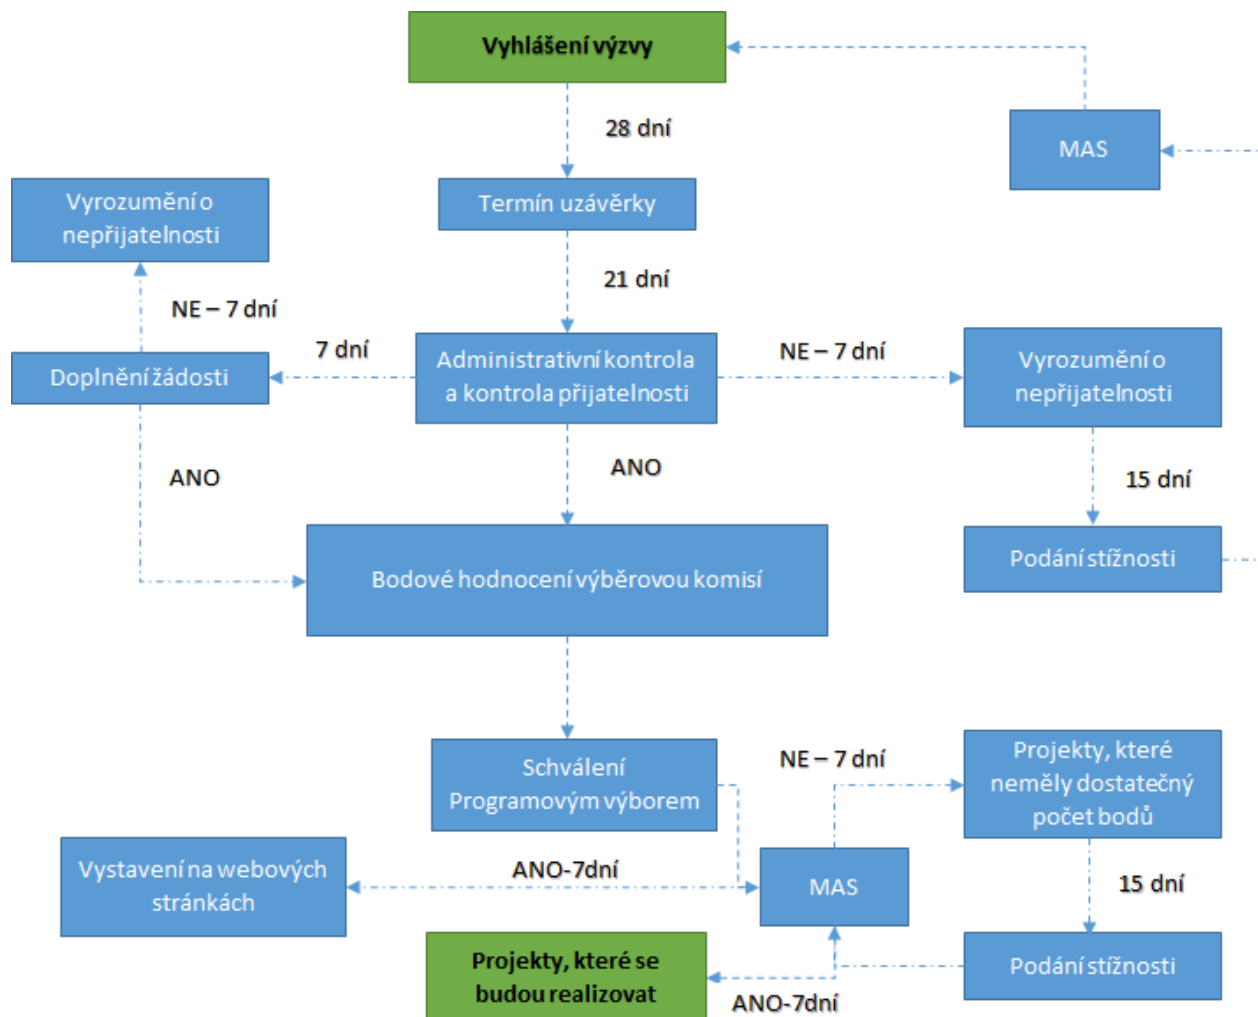 Vyhlášení výzvy
28 dní
MAS
Vyrozumění o
nepřijatelnosti
Termín uzávěrky
21 dní
NE – 7 dní
7 dní
Doplnění žádosti
Administrativní kontrola
a kontrola přijatelnosti
NE – 7 dní
Vyrozumění o
nepřijatelnosti
ANO
ANO
15 dní
Bodové hodnocení výběrovou komisí
Podání stížnosti
Schválení
Programovým výborem
NE – 7 dní
Projekty, které
neměly dostatečný
počet bodů
Vystavení na webových
stránkách
ANO-7dní
MAS
15 dní
Projekty, které se
budou realizovat
ANO-7dní
Podání stížnosti